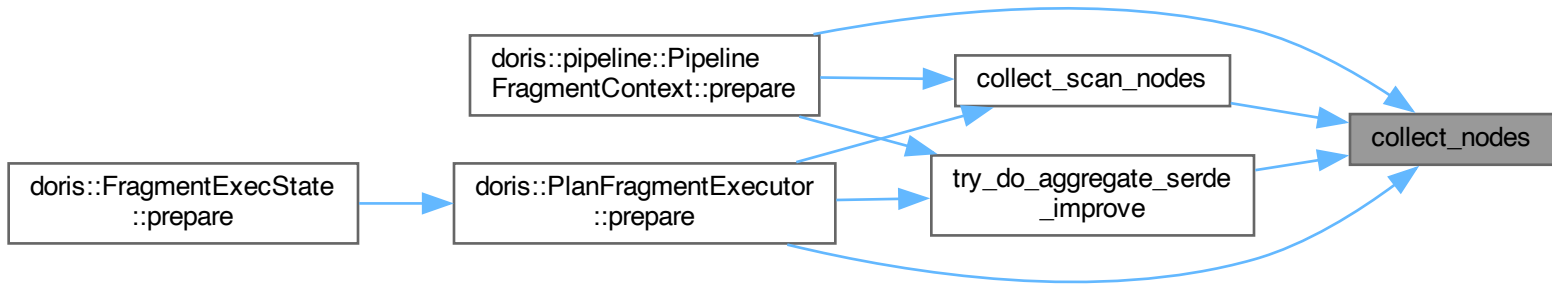 doris::pipeline::Pipeline
FragmentContext::prepare
collect_scan_nodes
collect_nodes
doris::FragmentExecState
::prepare
doris::PlanFragmentExecutor
::prepare
try_do_aggregate_serde
_improve